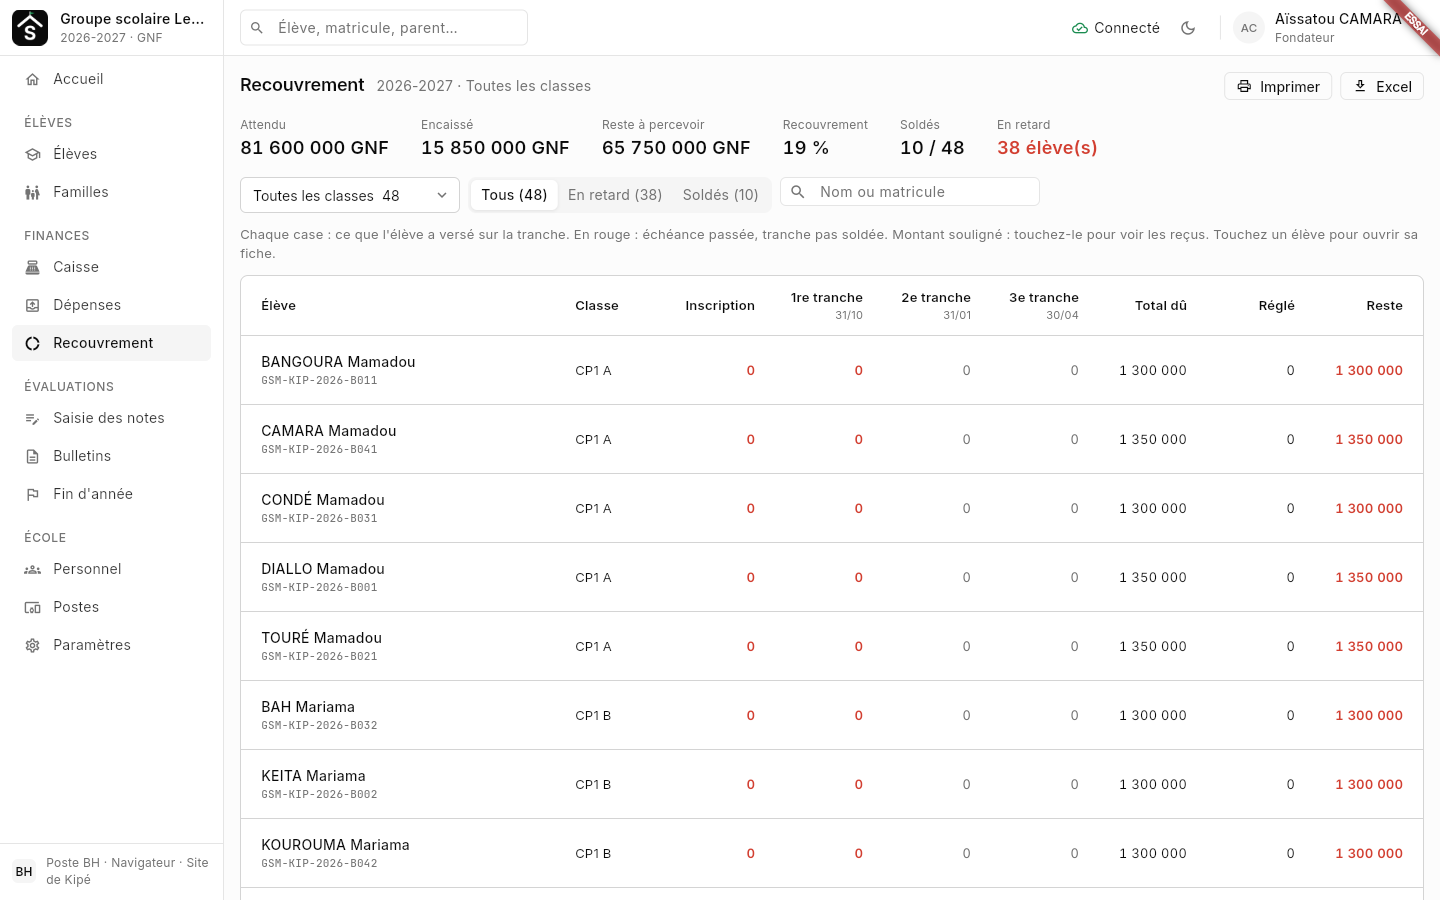 Groupe scolaire Le…
2026-2027 · GNF
Élève, matricule, parent…
Connecté
AC
Aïssatou CAMARA
Fondateur
ESSAI
Accueil
ÉLÈVES
Élèves
Familles
FINANCES
Caisse
Dépenses
Recouvrement
ÉVALUATIONS
Saisie des notes
Bulletins
Fin d'année
ÉCOLE
Personnel
Postes
Paramètres
BH
Poste BH · Navigateur · Site
de Kipé
Recouvrement 2026-2027 · Toutes les classes
Imprimer
Excel
Attendu
81 600 000 GNF
Encaissé
15 850 000 GNF
Reste à percevoir
65 750 000 GNF
Recouvrement
19 %
Soldés
10 / 48
En retard
38 élève(s)
Toutes les classes 48
Tous (48)
En retard (38)
Soldés (10)
Nom ou matricule
Chaque case : ce que l'élève a versé sur la tranche. En rouge : échéance passée, tranche pas soldée. Montant souligné : touchez-le pour voir les reçus. Touchez un élève pour ouvrir sa
fiche.
Élève Classe Inscription 1re tranche 31/10 2e tranche 31/01 3e tranche 30/04 Total dû Réglé Reste
BANGOURA Mamadou
GSM-KIP-2026-B011
CP1 A 0 0 0 0 1 300 000 0 1 300 000
CAMARA Mamadou
GSM-KIP-2026-B041
CP1 A 0 0 0 0 1 350 000 0 1 350 000
CONDÉ Mamadou
GSM-KIP-2026-B031
CP1 A 0 0 0 0 1 300 000 0 1 300 000
DIALLO Mamadou
GSM-KIP-2026-B001
CP1 A 0 0 0 0 1 350 000 0 1 350 000
TOURÉ Mamadou
GSM-KIP-2026-B021
CP1 A 0 0 0 0 1 350 000 0 1 350 000
BAH Mariama
GSM-KIP-2026-B032
CP1 B 0 0 0 0 1 300 000 0 1 300 000
KEITA Mariama
GSM-KIP-2026-B002
CP1 B 0 0 0 0 1 300 000 0 1 300 000
KOUROUMA Mariama
GSM-KIP-2026-B042
CP1 B 0 0 0 0 1 300 000 0 1 300 000